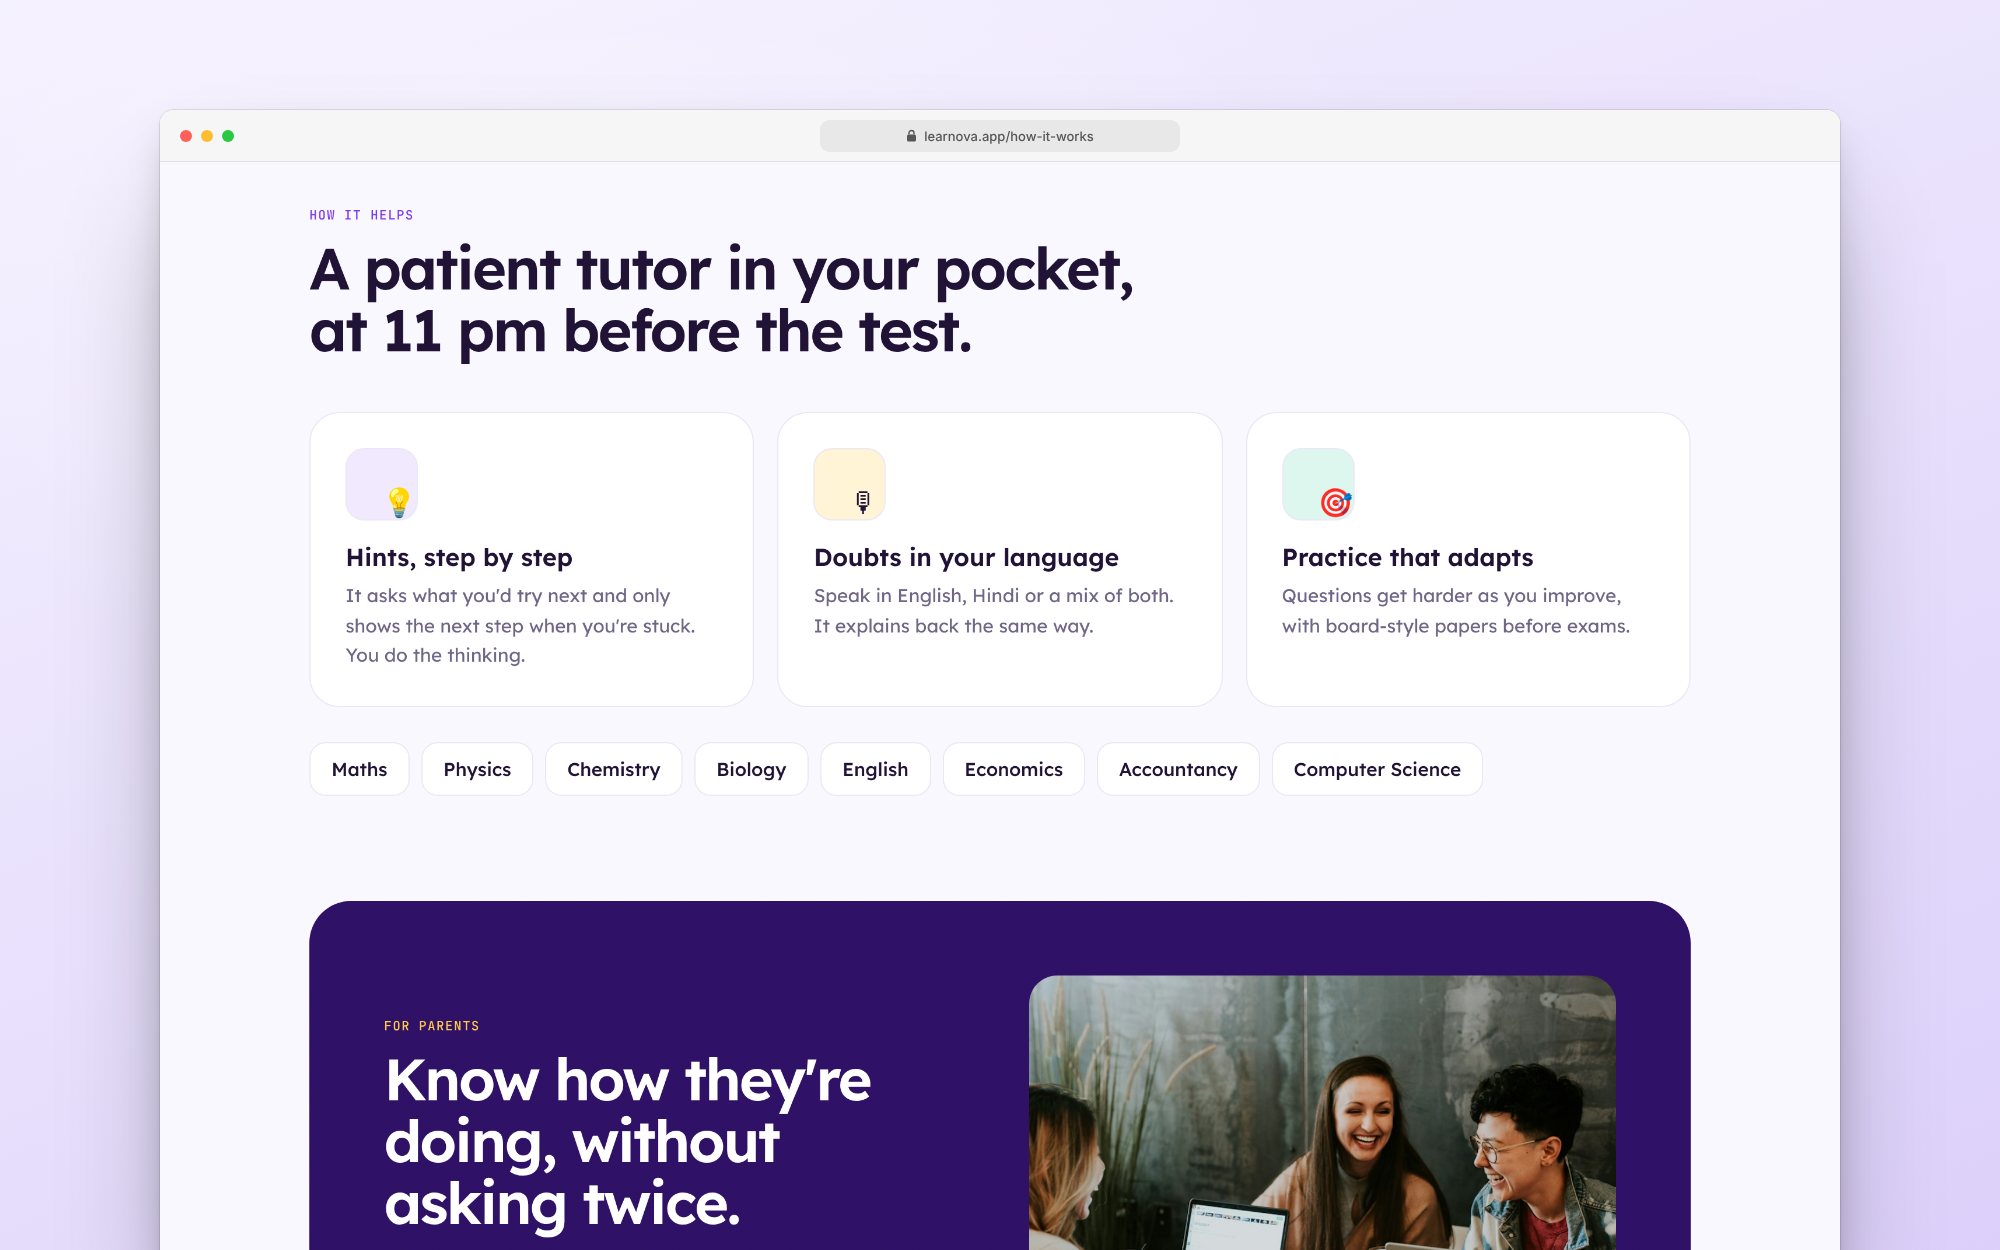 learnova.app/how-it-works
HOW IT HELPS
A patient tutor in your pocket,
at 11 pm before the test.
Hints, step by step
It asks what you'd try next and only
shows the next step when you're stuck.
You do the thinking.
Doubts in your language
Speak in English, Hindi or a mix of both.
It explains back the same way.
Practice that adapts
Questions get harder as you improve,
with board-style papers before exams.
Maths
Physics
Chemistry
Biology
English
Economics
Accountancy
Computer Science
FOR PARENTS
Know how they're
doing, without
asking twice.